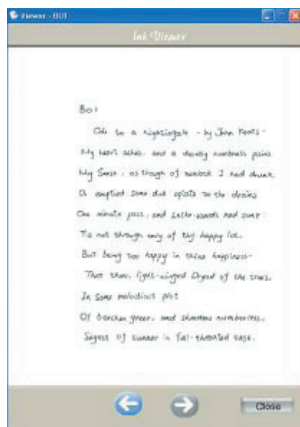 Viewer - B01
Ink Viewer
B01
Ode to a Nightingale - by John Keats -
My heart aches, and a drowsy numbness pains
My Sense, as though of hemlock I had drunk
Or emptied some dull opiate to the drains
One minute past, and Lethe-wards had sunk:
Tis not through envy of thy happy lot,
But being too happy in thine happiness-
That thou, light-winged Dryad of the trees,
In some melodious plot
Of beechen green, and shadows numberless,
Singest of summer in full-throated ease.
Close